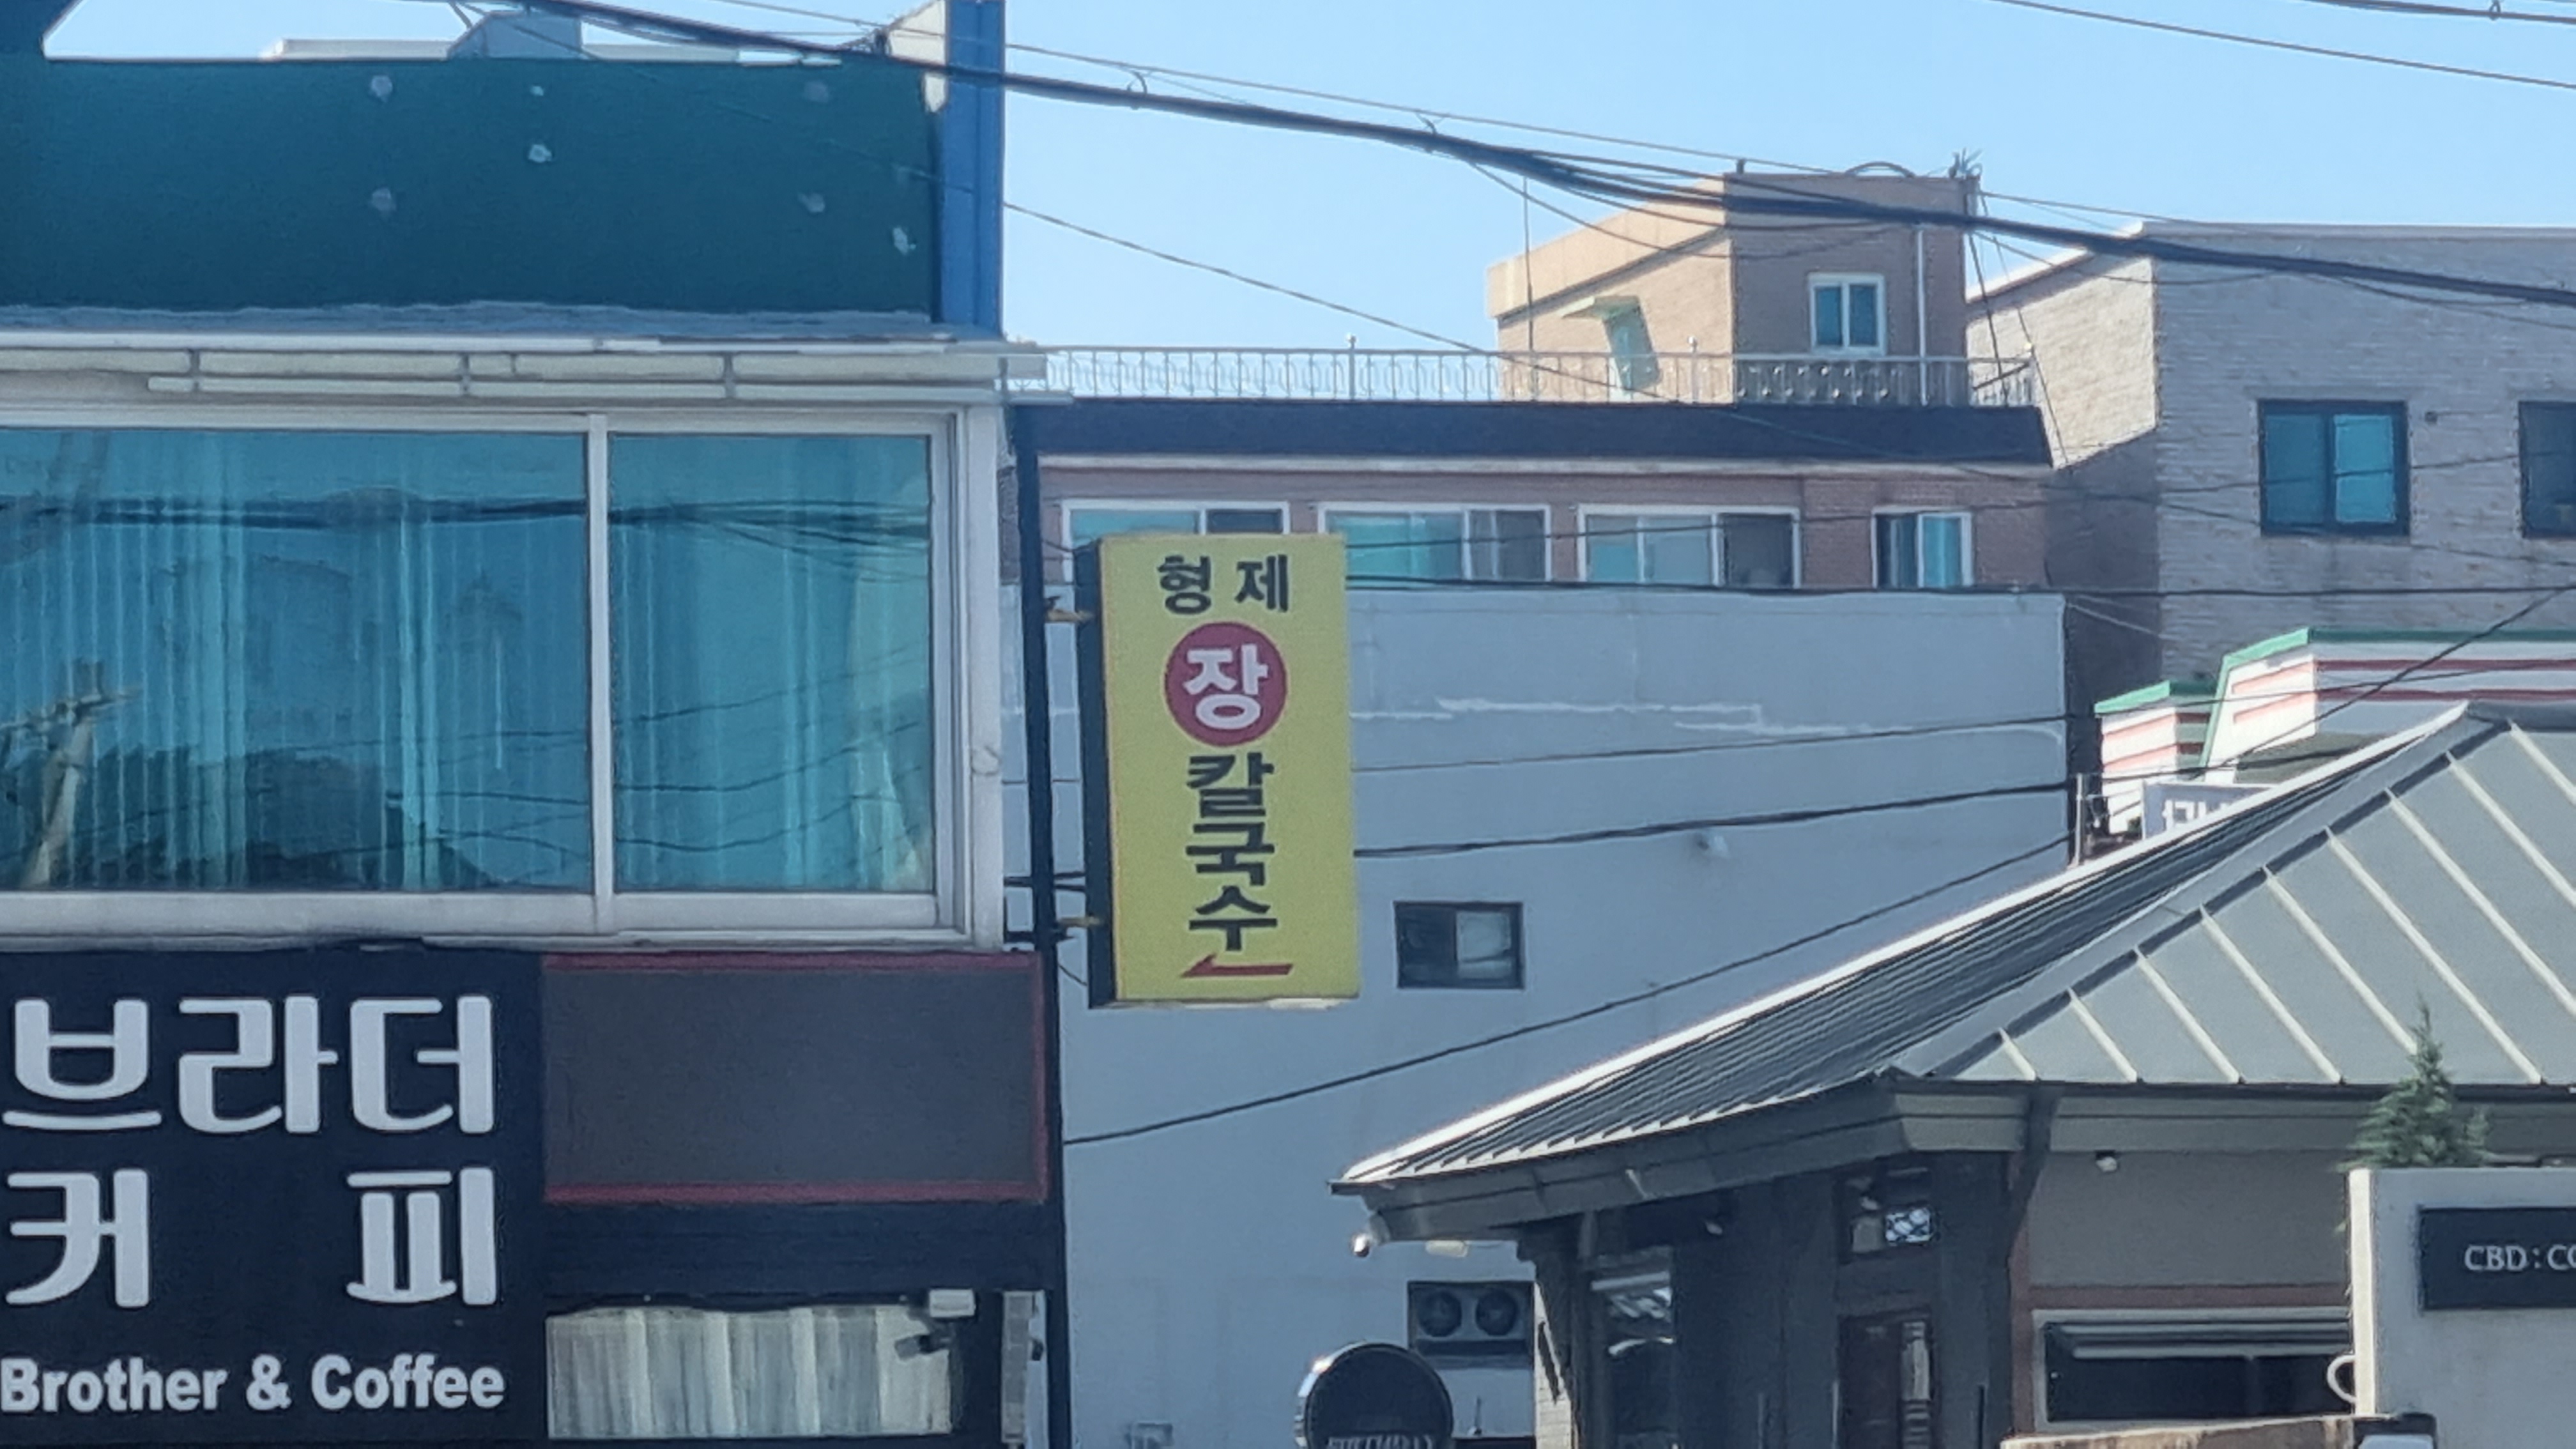 형제
장
칼국수
브라더
커피
Brother & Coffee
CBD: